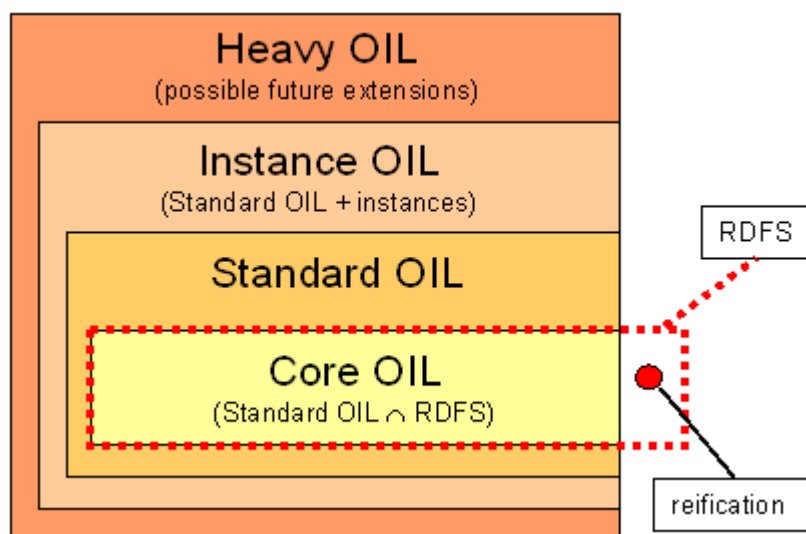 Heavy OIL
(possible future extensions)
Instance OIL
(Standard OIL + instances)
RDFS
Standard OIL
Core OIL
(Standard OIL ∩ RDFS)
reification